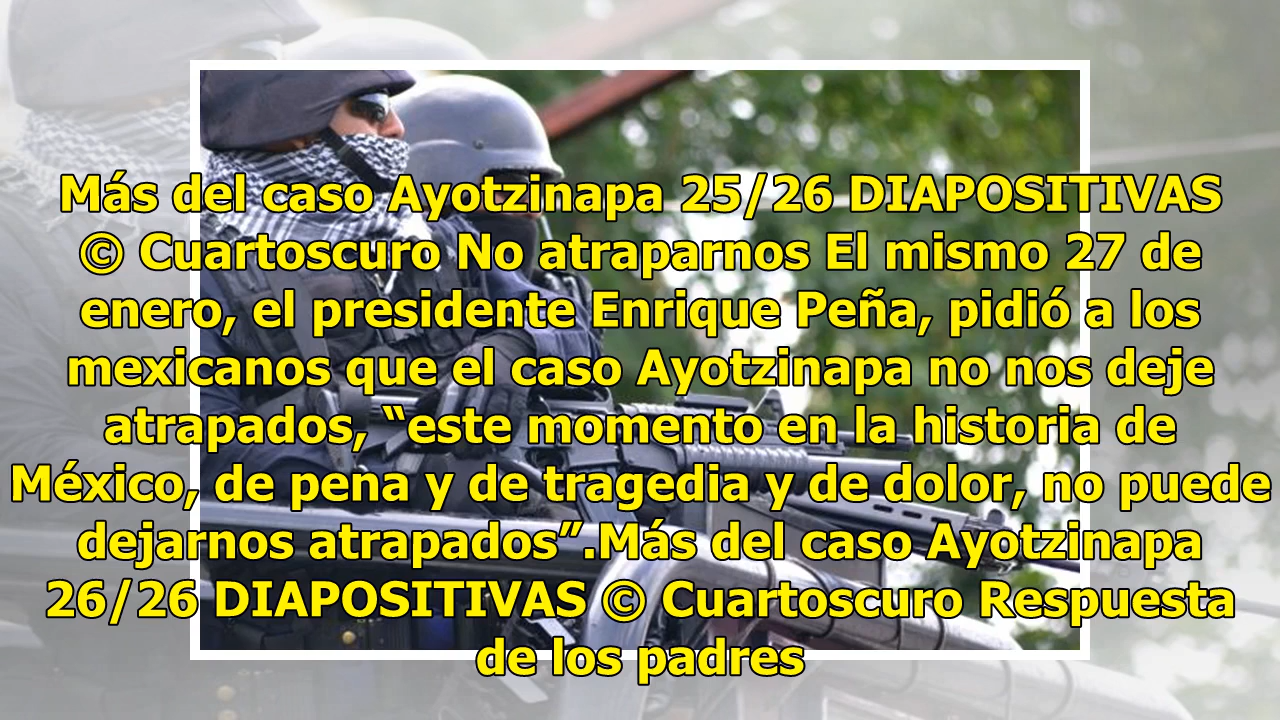 Más del caso Ayotzinapa 25/26 DIAPOSITIVAS
© Cuartoscuro No atraparnos El mismo 27 de
enero, el presidente Enrique Peña, pidió a los
mexicanos que el caso Ayotzinapa no nos deje
atrapados, “este momento en la historia de
México, de pena y de tragedia y de dolor, no puede
dejarnos atrapados”.Más del caso Ayotzinapa
26/26 DIAPOSITIVAS © Cuartoscuro Respuesta
de los padres